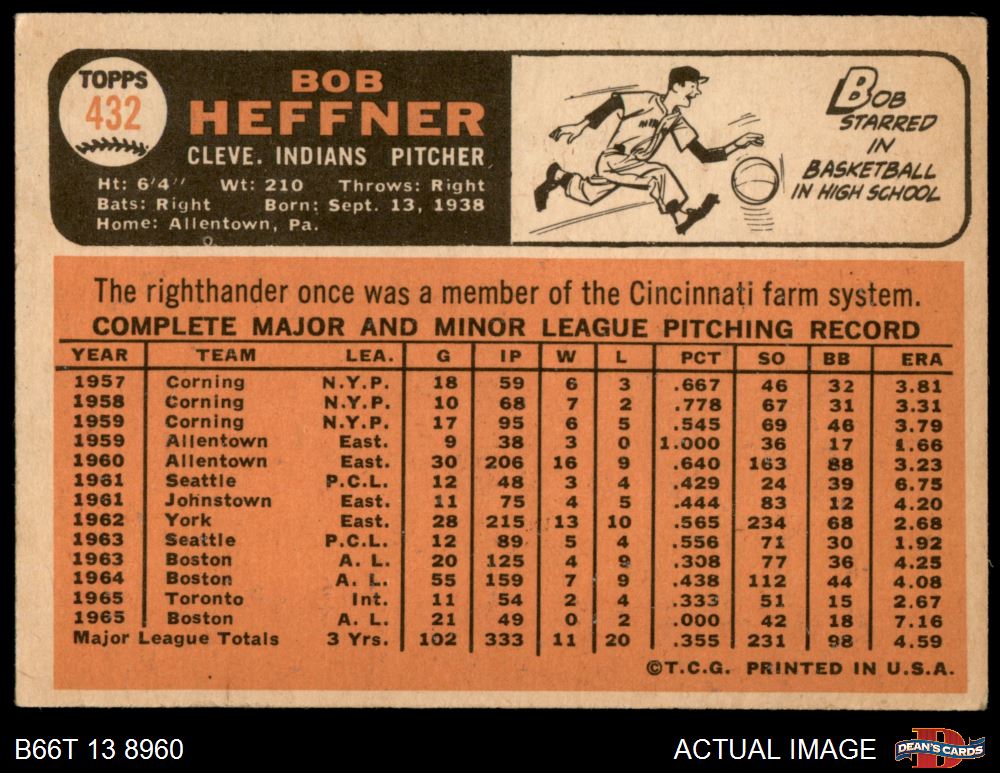 TOPPS
432
BOB
HEFFNER
CLEVE. INDIANS PITCHER
Ht: 6'4" Wt: 210 Throws: Right
Bats: Right Born: Sept. 13, 1938
Home: Allentown, Pa.
BOB
STARRED
IN
BASKETBALL
IN HIGH SCHOOL
The righthander once was a member of the Cincinnati farm system.
COMPLETE MAJOR AND MINOR LEAGUE PITCHING RECORD
YEAR TEAM LEA. G IP W L PCT SO BB ERA
1957 Corning N.Y.P. 18 59 6 3 .667 46 32 3.81
1958 Corning N.Y.P. 10 68 7 2 .778 67 31 3.31
1959 Corning N.Y.P. 17 95 6 5 .545 69 46 3.79
1959 Allentown East. 9 38 3 0 1.000 36 17 1.66
1960 Allentown East. 30 206 16 9 .640 163 88 3.23
1961 Seattle P.C.L. 12 48 3 4 .429 24 39 6.75
1961 Johnstown East. 11 75 4 5 .444 83 12 4.20
1962 York East. 28 215 13 10 .565 234 68 2.68
1963 Seattle P.C.L. 12 89 5 4 .556 71 30 1.92
1963 Boston A. L. 20 125 4 9 .308 77 36 4.25
1964 Boston A. L. 55 159 7 9 .438 112 44 4.08
1965 Toronto Int. 11 54 2 4 .333 51 15 2.67
1965 Boston A. L. 21 49 0 2 .000 42 18 7.16
Major League Totals 3 Yrs. 102 333 11 20 .355 231 98 4.59
©T.C.G. PRINTED IN U.S.A.
B66T 13 8960
ACTUAL IMAGE
DEAN'S CARDS